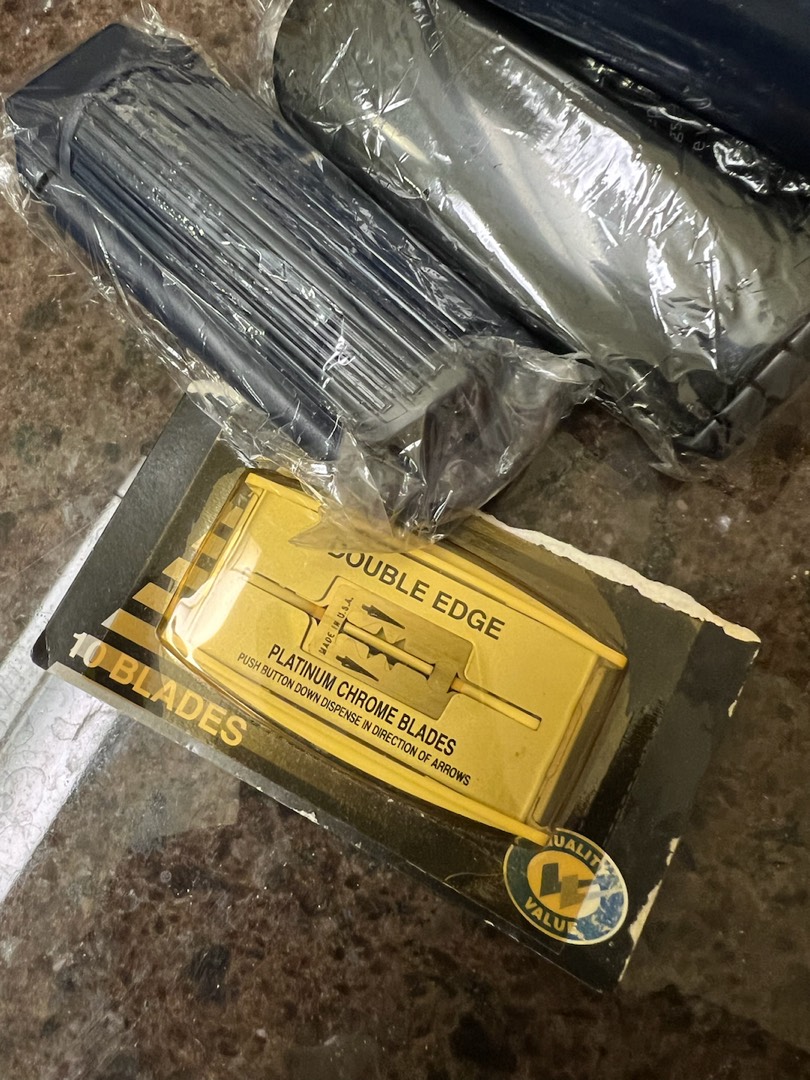 DOUBLE EDGE
MADE IN U.S.A.
PLATINUM CHROME BLADES
PUSH BUTTON DOWN DISPENSE IN DIRECTION OF ARROWS
10 BLADES
QUALITY
VALUE